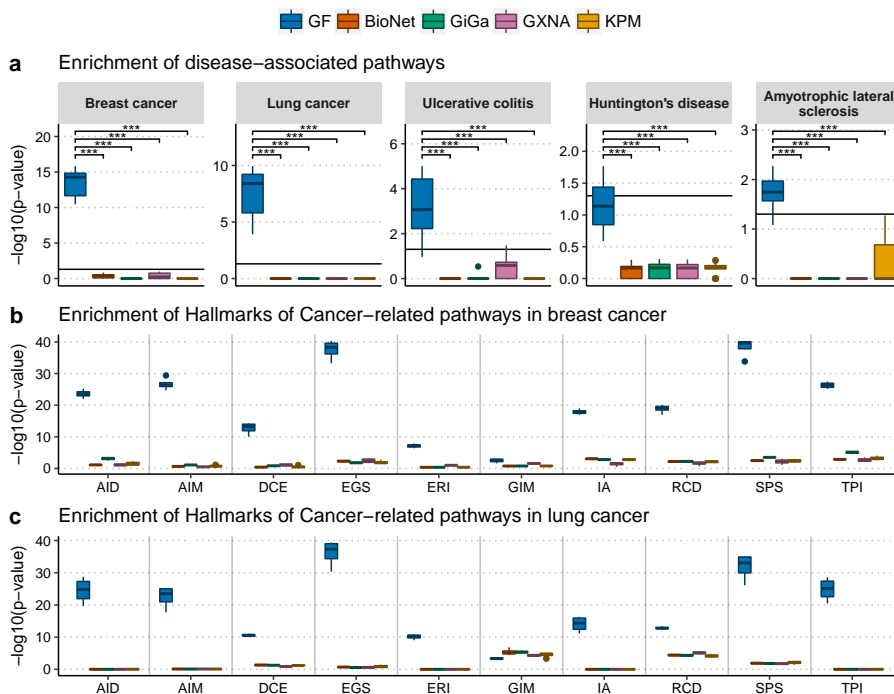 GF BioNet GiGa GXNA KPM
a Enrichment of disease−associated pathways
Breast cancer Lung cancer Ulcerative colitis Huntington's disease Amyotrophic lateral
sclerosis
−log10(p−value)
20
15
10
5
0
*** *** *** ***
10
5
0
*** *** *** ***
6
4
2
0
*** *** *** ***
2.0
1.5
1.0
0.5
0.0
*** *** *** ***
3
2
1
0
*** *** *** ***
b Enrichment of Hallmarks of Cancer−related pathways in breast cancer
−log10(p−value)
40
30
20
10
0
AID AIM DCE EGS ERI GIM IA RCD SPS TPI
c Enrichment of Hallmarks of Cancer−related pathways in lung cancer
−log10(p−value)
40
30
20
10
0
AID AIM DCE EGS ERI GIM IA RCD SPS TPI